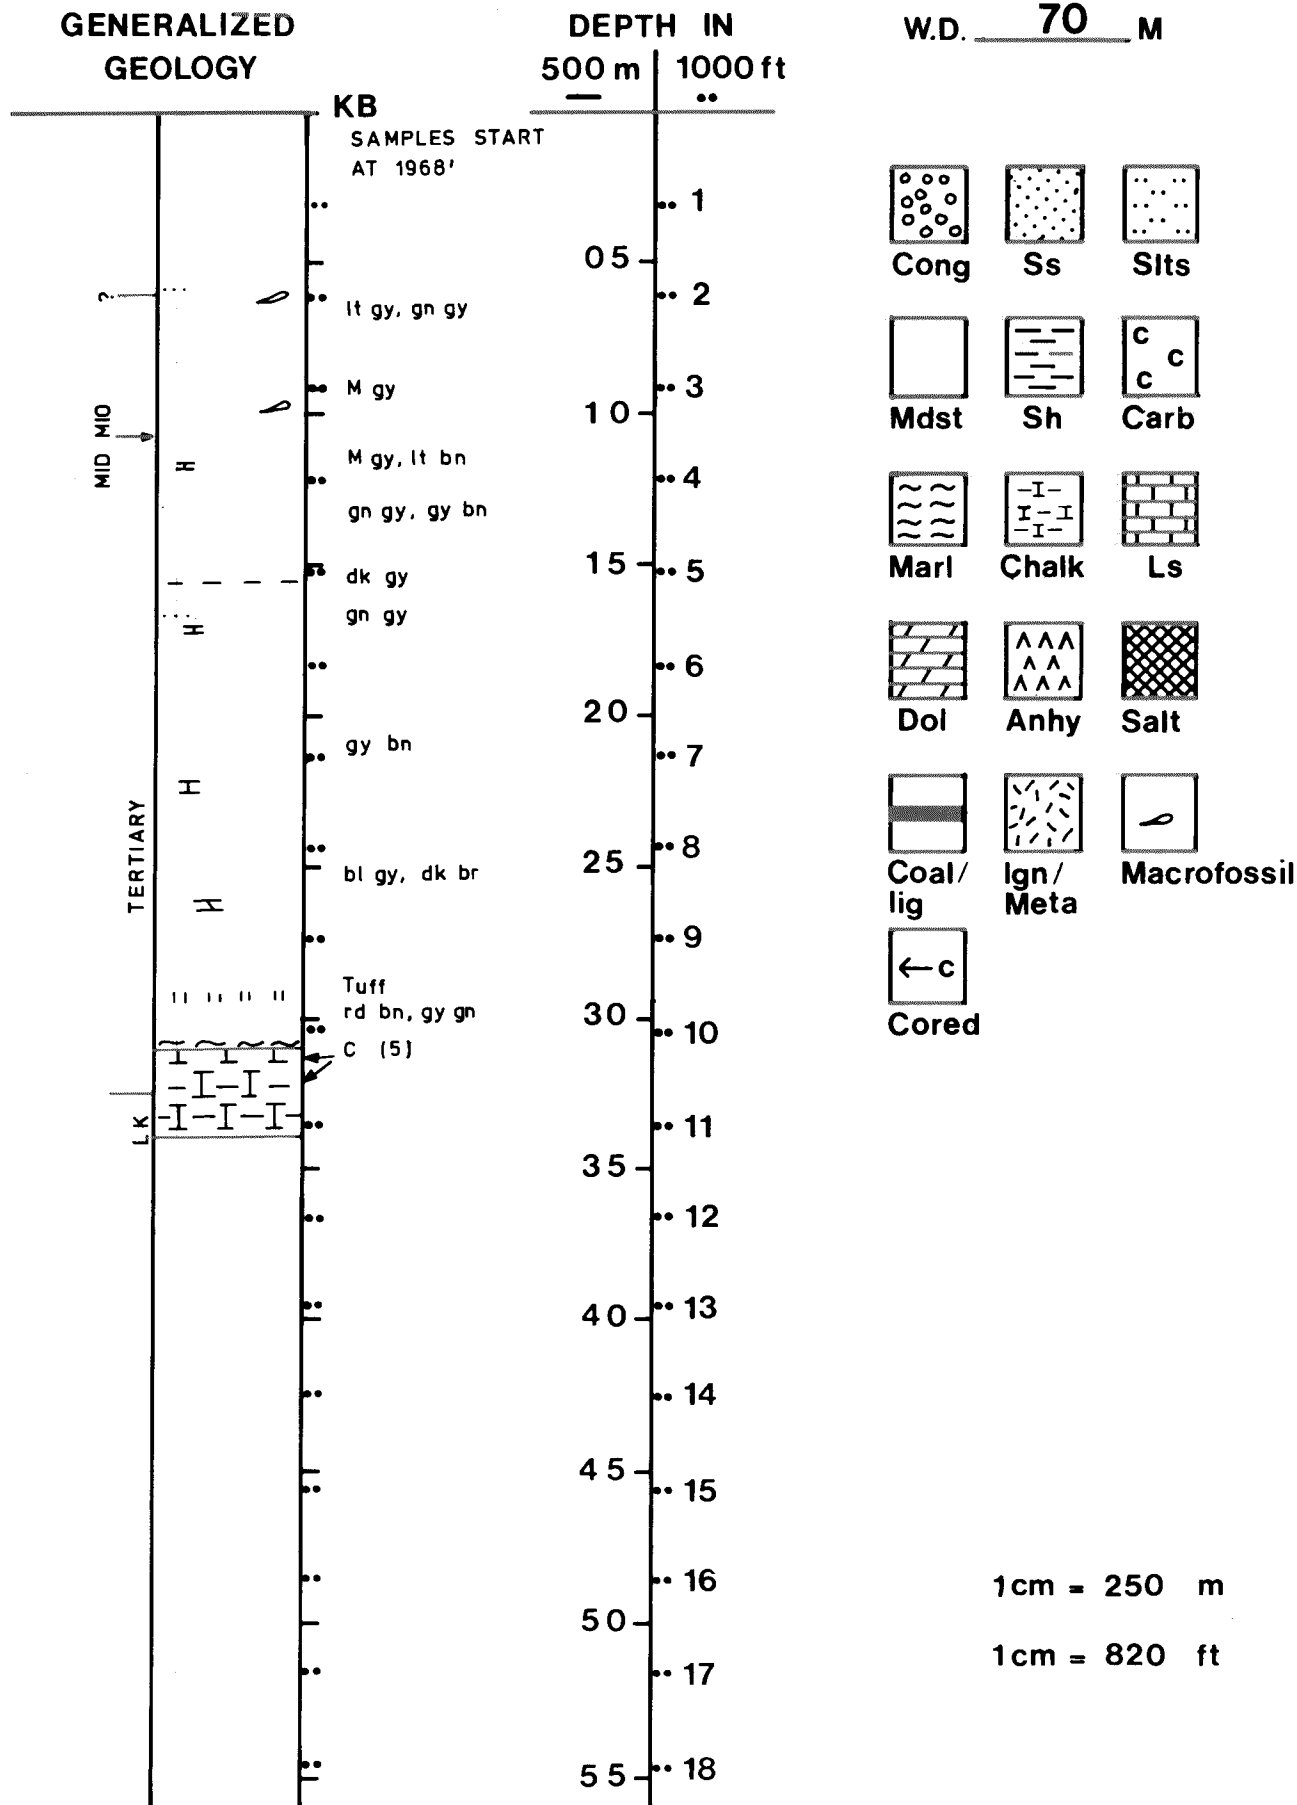 GENERALIZED
GEOLOGY
DEPTH IN
500 m 1000 ft
W.D. 70 M
KB
SAMPLES START
AT 1968'
?
lt gy, gn gy
M gy
MID MIO
M gy, lt bn
gn gy, gy bn
dk gy
gn gy
gy bn
TERTIARY
bl gy, dk br
Tuff
rd bn, gy gn
C (5)
LK
1
05
2
3
10
4
15
5
6
20
7
8
25
9
30
10
11
35
12
13
40
14
45
15
16
50
17
55
18
Cong Ss Slts
C
C
C
Mdst Sh Carb
Marl Chalk Ls
Dol Anhy Salt
Coal/
lig
Ign/
Meta
Macrofossil
←C
Cored
1cm = 250 m
1cm = 820 ft